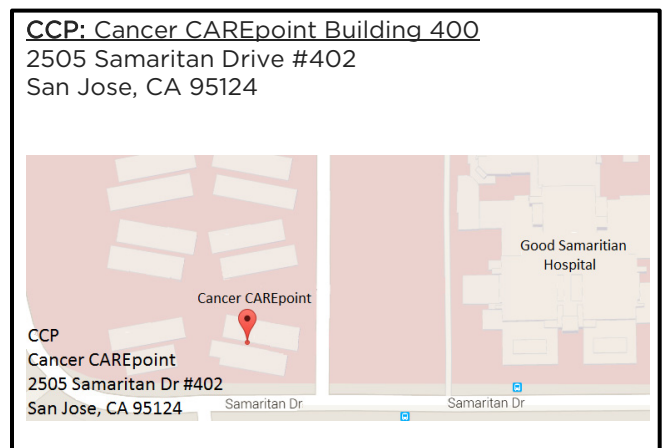 CCP: Cancer CAREpoint Building 400
2505 Samaritan Drive #402
San Jose, CA 95124
Good Samaritian
Hospital
Cancer CAREpoint
CCP
Cancer CAREpoint
2505 Samaritan Dr #402
San Jose, CA 95124
Samaritan Dr
Samaritan Dr